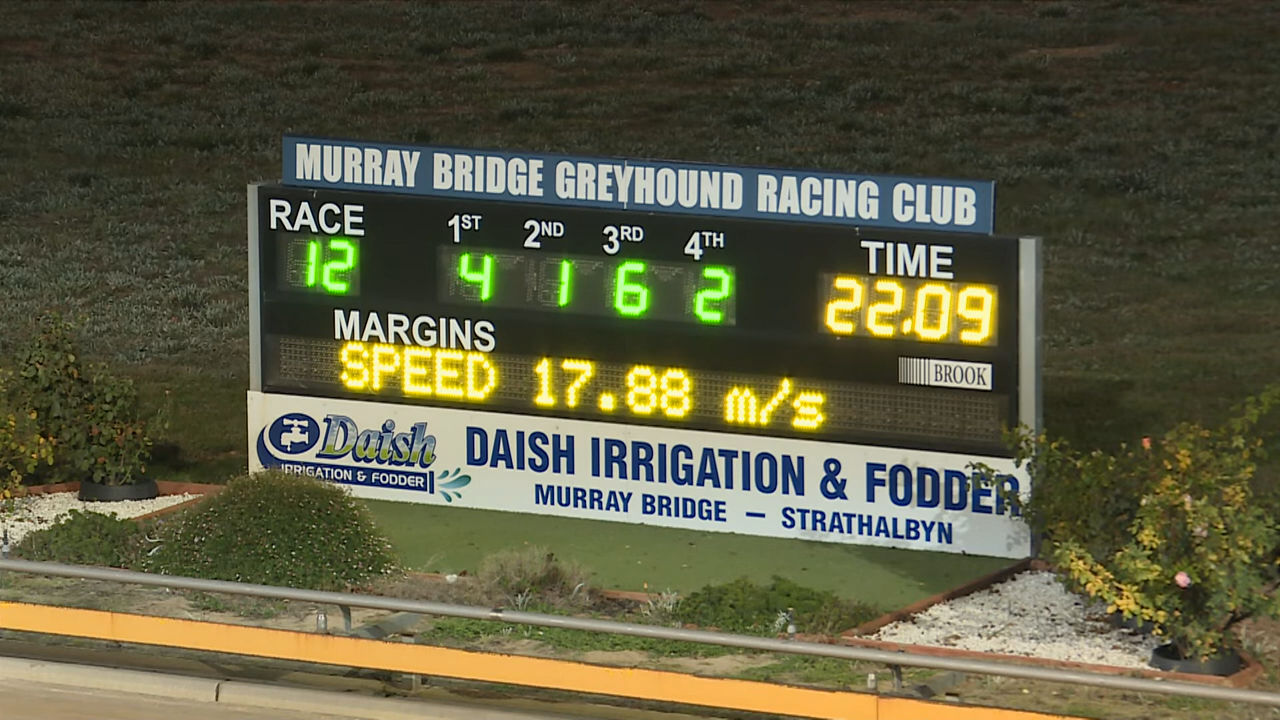 MURRAY BRIDGE GREYHOUND RACING CLUB
RACE 1ST 2ND 3RD 4TH TIME
12 4 1 6 2 22.09
MARGINS
SPEED 17.88 m/s
BROOK
Daish
IRRIGATION & FODDER
DAISH IRRIGATION & FODDER
MURRAY BRIDGE – STRATHALBYN